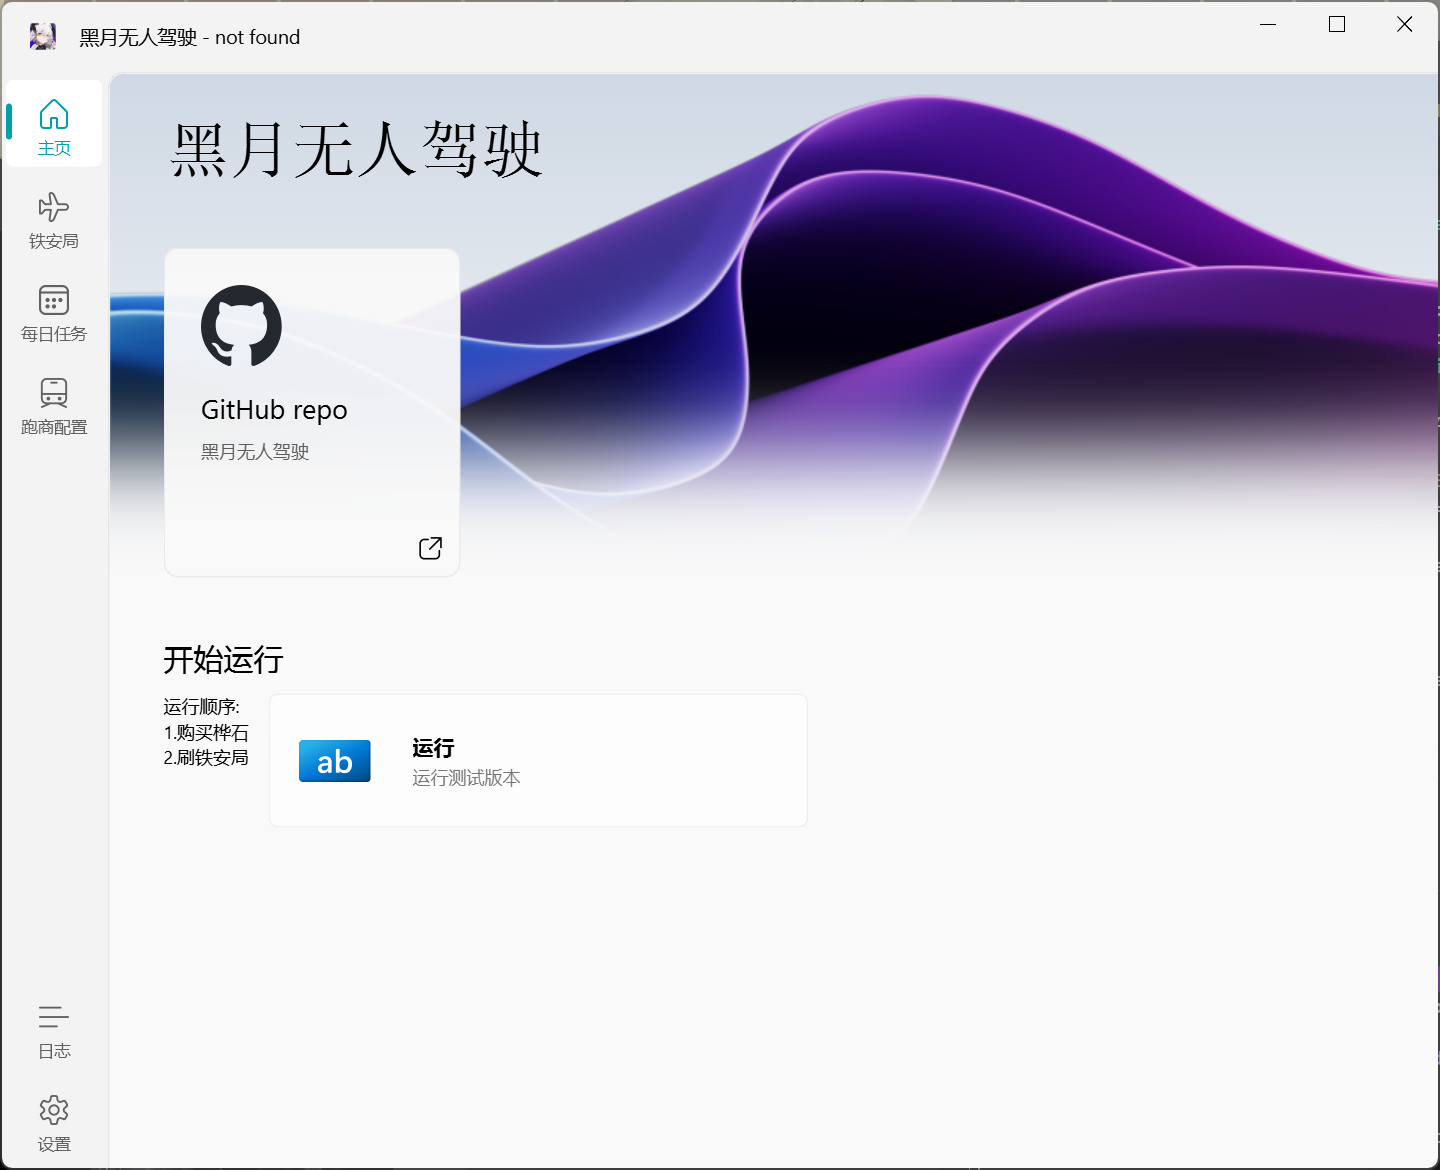 黑月无人驾驶 - not found
主页
铁安局
每日任务
跑商配置
日志
设置
黑月无人驾驶
GitHub repo
黑月无人驾驶
开始运行
运行顺序:
1.购买桦石
2.刷铁安局
ab
运行
运行测试版本